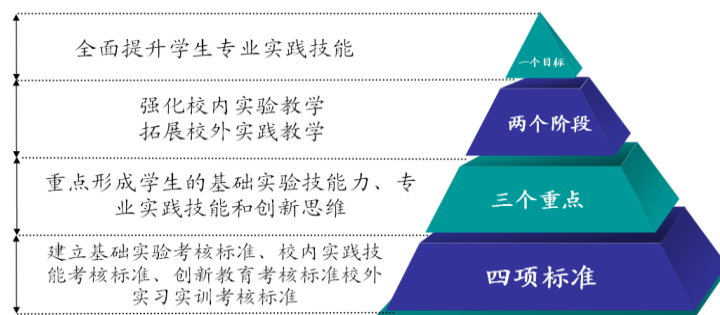 全面提升学生专业实践技能
一个目标
强化校内实验教学
拓展校外实践教学
两个阶段
重点形成学生的基础实验技能力、专
业实践技能和创新思维
三个重点
建立基础实验考核标准、校内实践技
能考核标准、创新教育考核标准校外
实习实训考核标准
四项标准